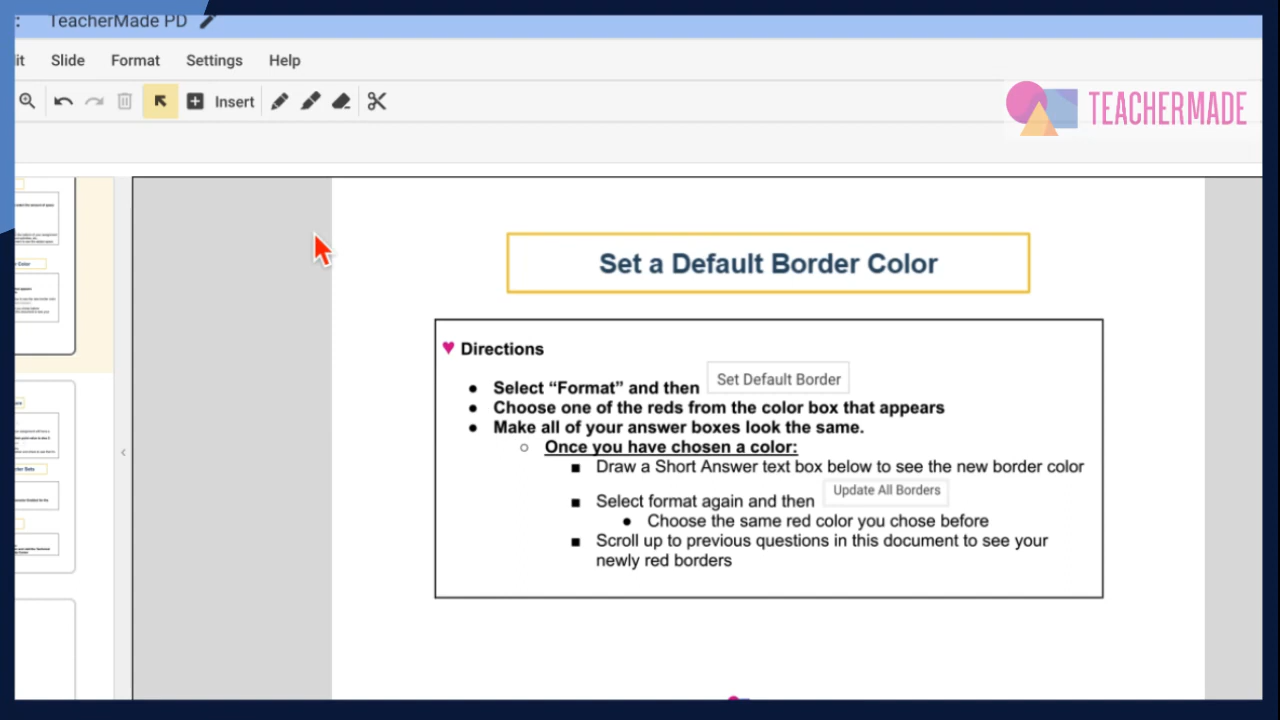 : TeacherMade PD
it Slide Format Settings Help
Insert
TEACHERMADE
Set a Default Border Color
♥ Directions
● Select “Format” and then Set Default Border
● Choose one of the reds from the color box that appears
● Make all of your answer boxes look the same.
○ Once you have chosen a color:
■ Draw a Short Answer text box below to see the new border color
■ Select format again and then Update All Borders
● Choose the same red color you chose before
■ Scroll up to previous questions in this document to see your
newly red borders